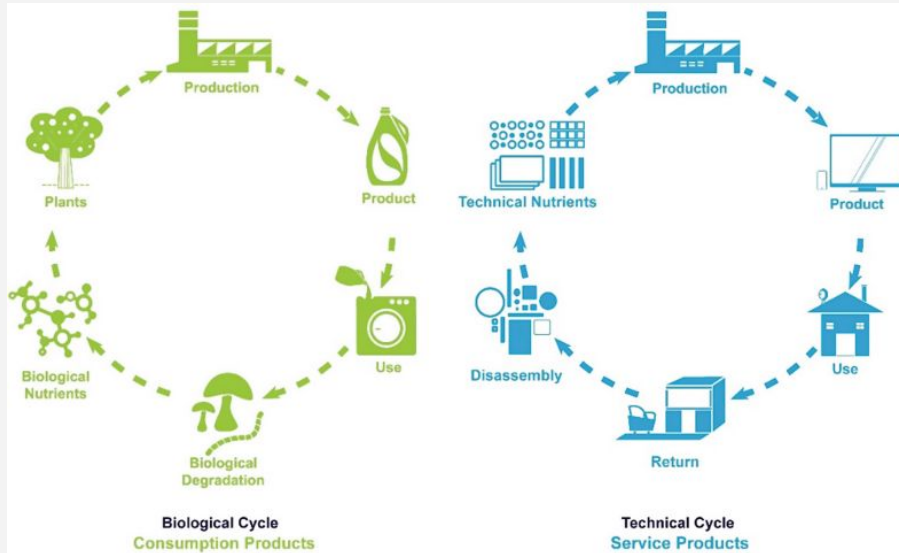 Production
Plants
Product
Biological
Nutrients
Use
Biological
Degradation
Biological Cycle
Consumption Products
Production
Technical Nutrients
Product
Disassembly
Use
Return
Technical Cycle
Service Products